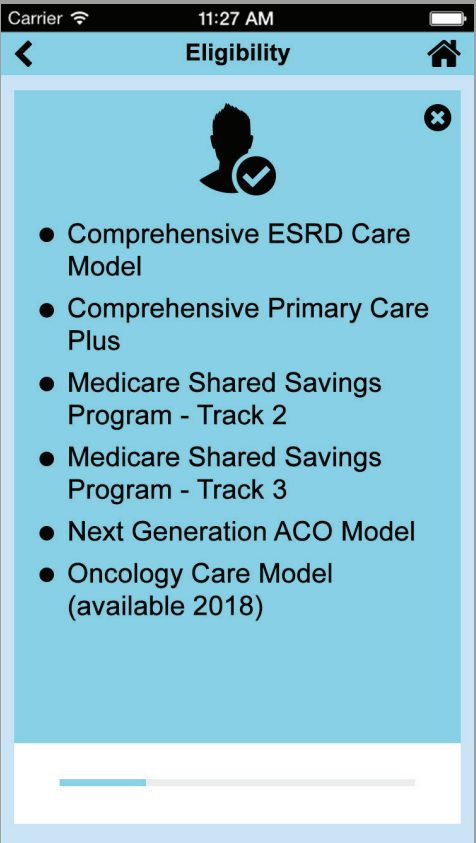 Carrier 11:27 AM
Eligibility
Comprehensive ESRD Care
Model
Comprehensive Primary Care
Plus
Medicare Shared Savings
Program - Track 2
Medicare Shared Savings
Program - Track 3
Next Generation ACO Model
Oncology Care Model
(available 2018)